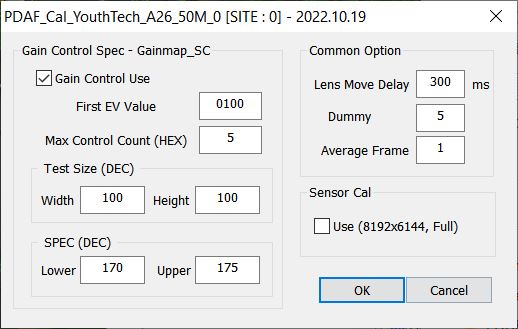 PDAF_Cal_YouthTech_A26_50M_0 [SITE : 0] - 2022.10.19
Gain Control Spec - Gainmap_SC
Gain Control Use
First EV Value 0100
Max Control Count (HEX) 5
Test Size (DEC)
Width 100 Height 100
SPEC (DEC)
Lower 170 Upper 175
Common Option
Lens Move Delay 300 ms
Dummy 5
Average Frame 1
Sensor Cal
Use (8192x6144, Full)
OK Cancel